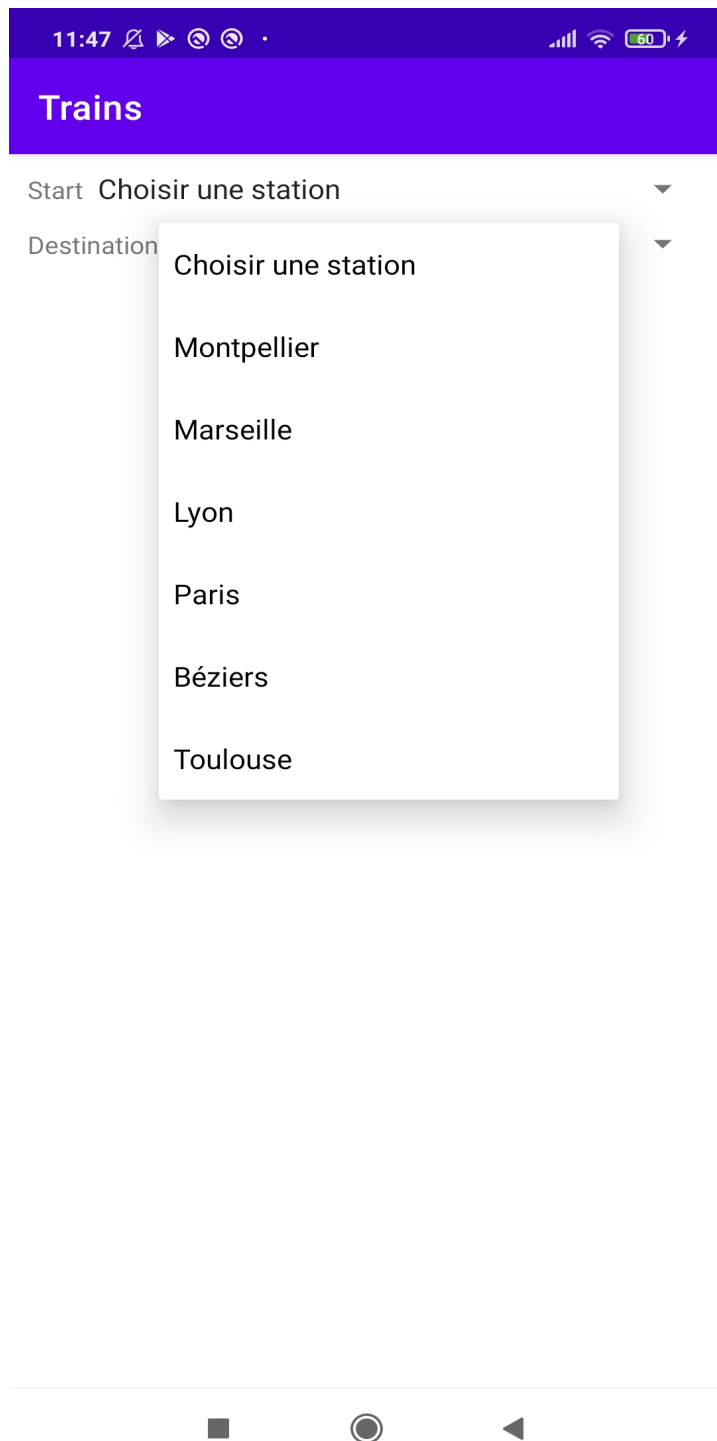 11:47
60
Trains
Start Choisir une station
Destination
Choisir une station
Montpellier
Marseille
Lyon
Paris
Béziers
Toulouse